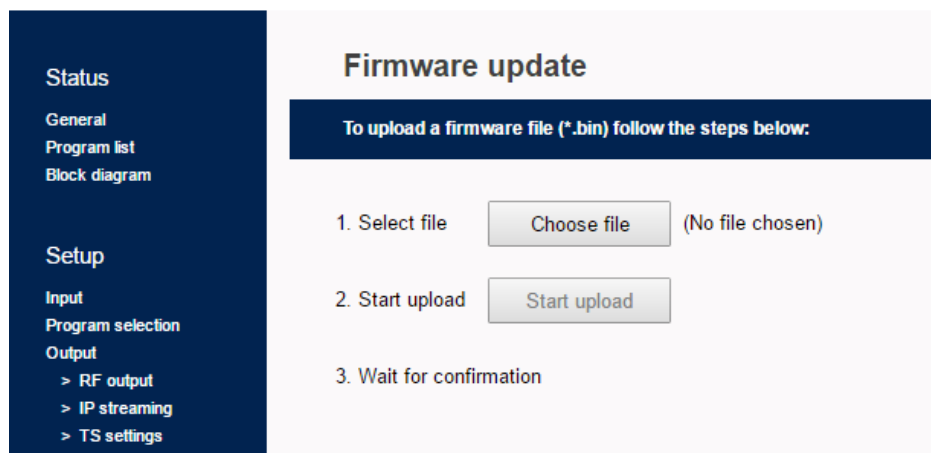 Status
General
Program list
Block diagram
Setup
Input
Program selection
Output
> RF output
> IP streaming
> TS settings
Firmware update
To upload a firmware file (*.bin) follow the steps below:
1. Select file Choose file (No file chosen)
2. Start upload Start upload
3. Wait for confirmation